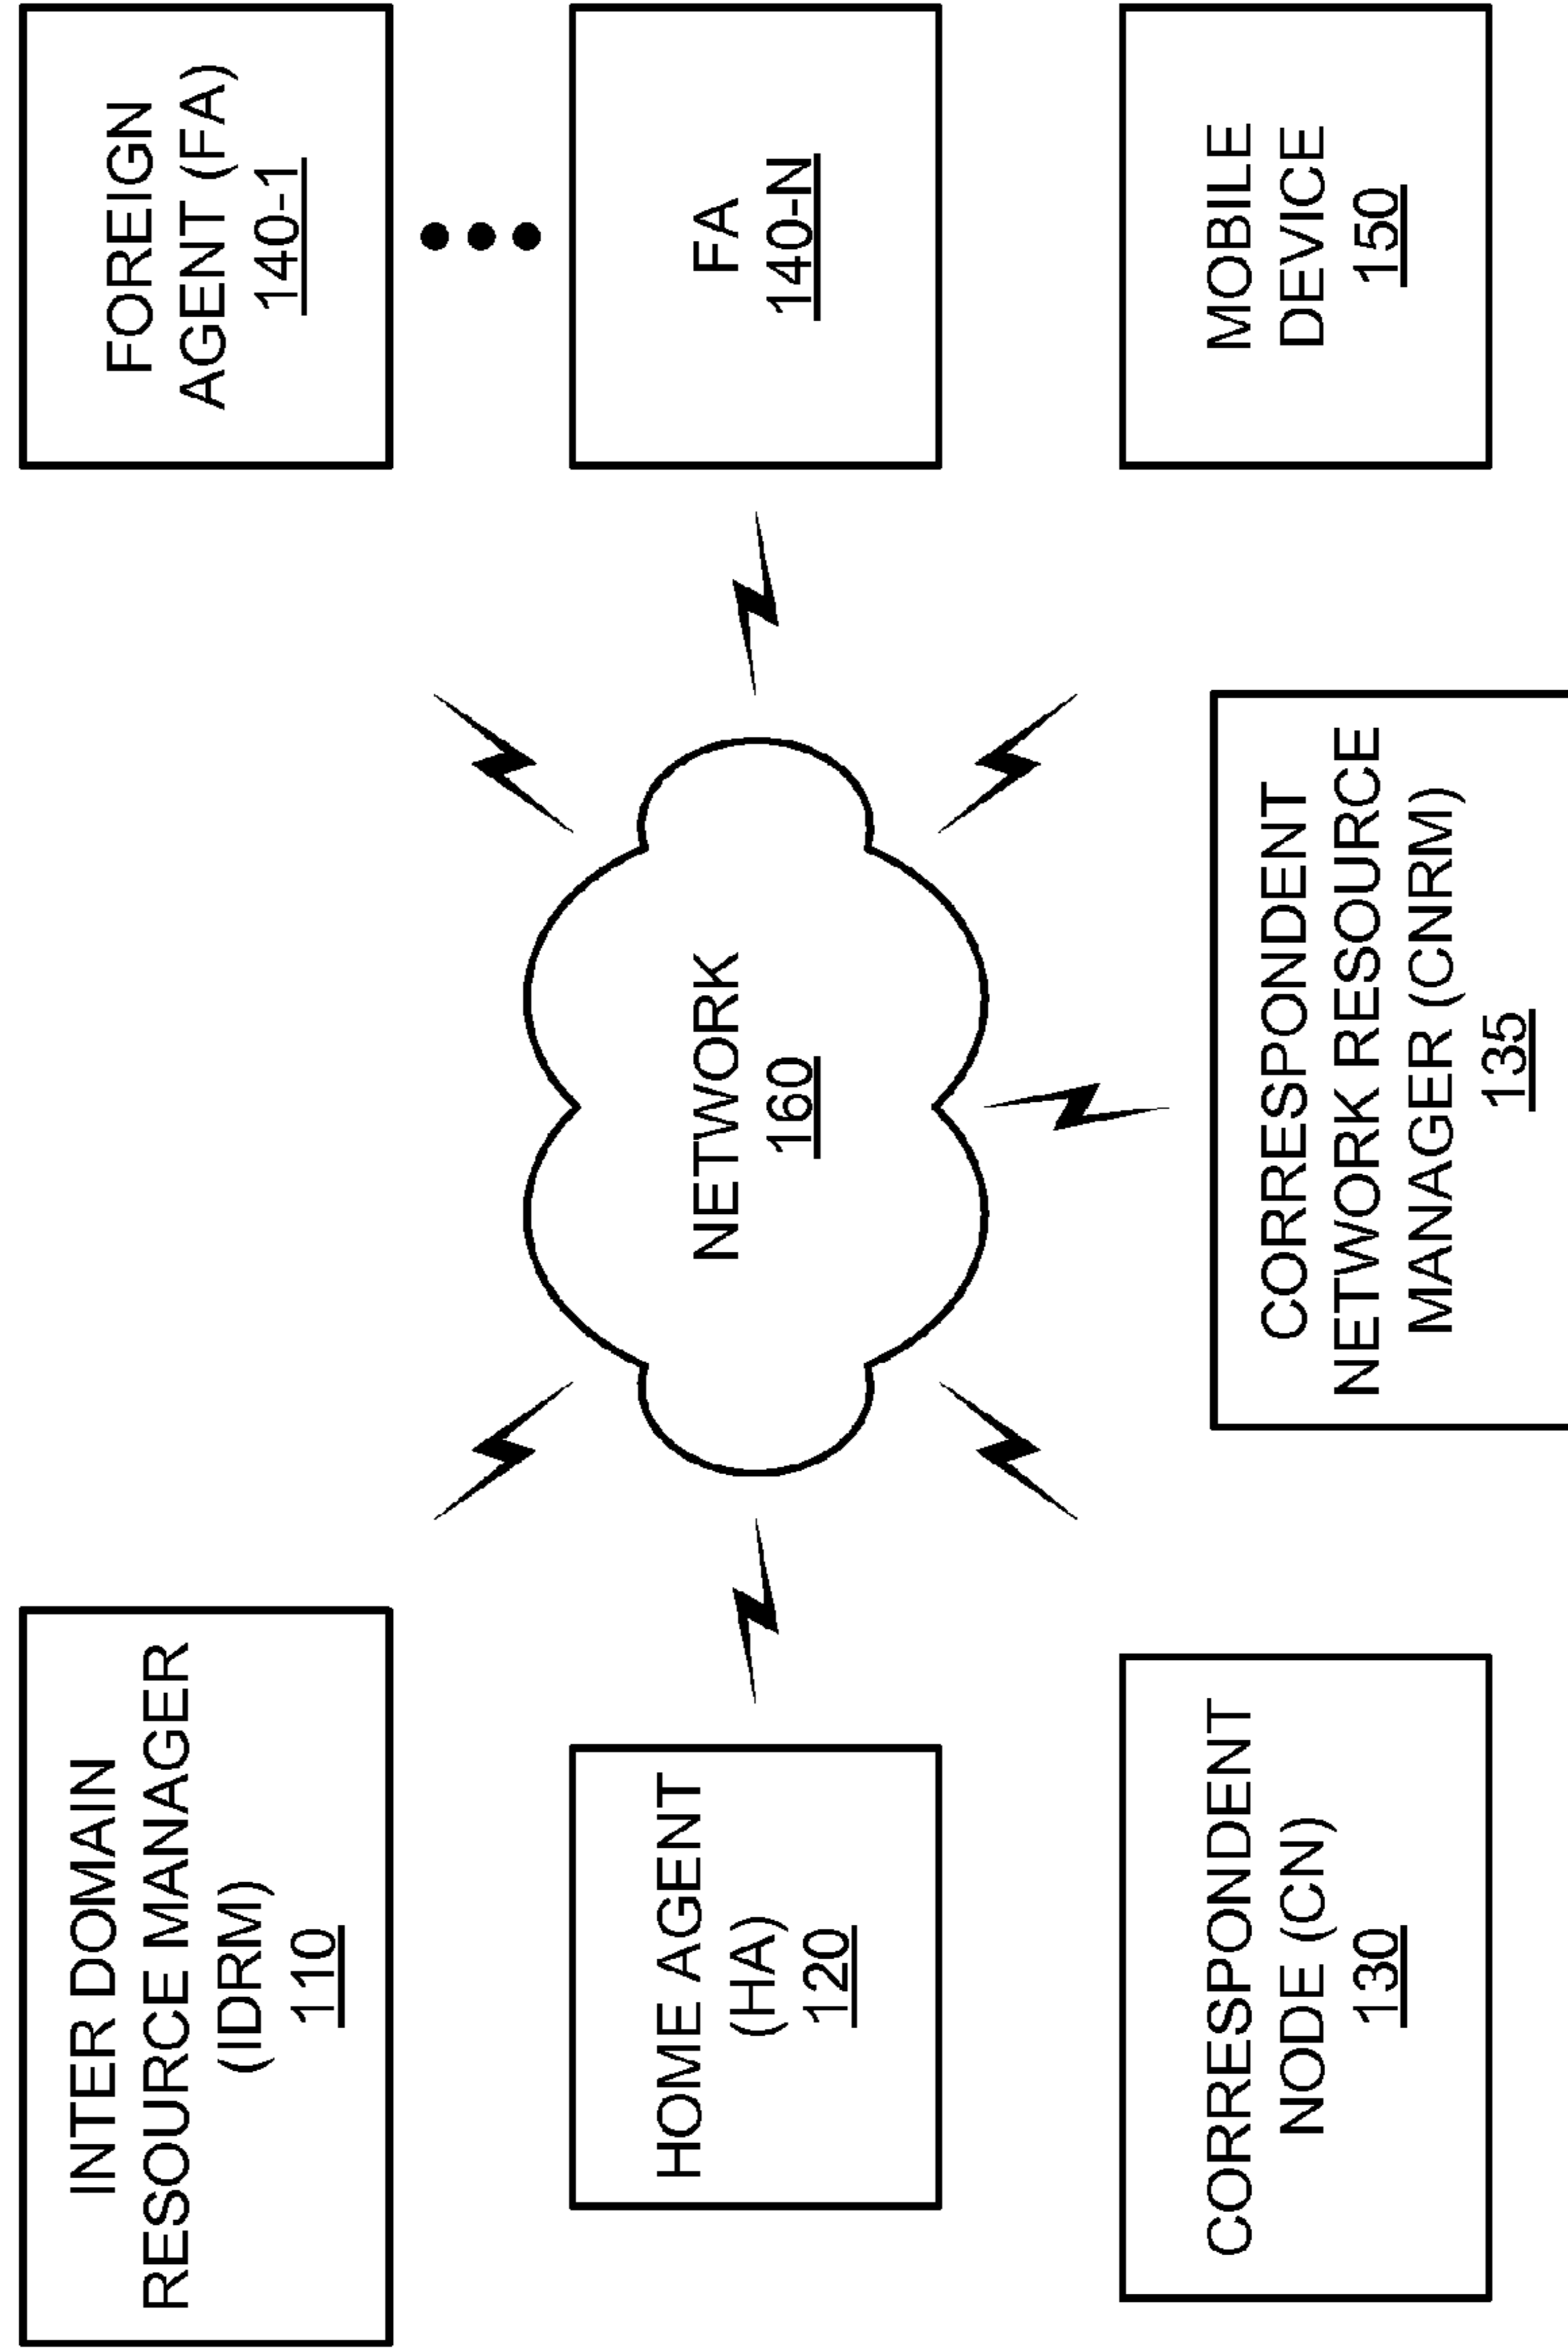 INTER DOMAIN
RESOURCE MANAGER
(IDRM)
110
HOME AGENT
(HA)
120
CORRESPONDENT
NODE (CN)
130
NETWORK
160
CORRESPONDENT
NETWORK RESOURCE
MANAGER (CNRM)
135
FOREIGN
AGENT (FA)
140-1
FA
140-N
MOBILE
DEVICE
150